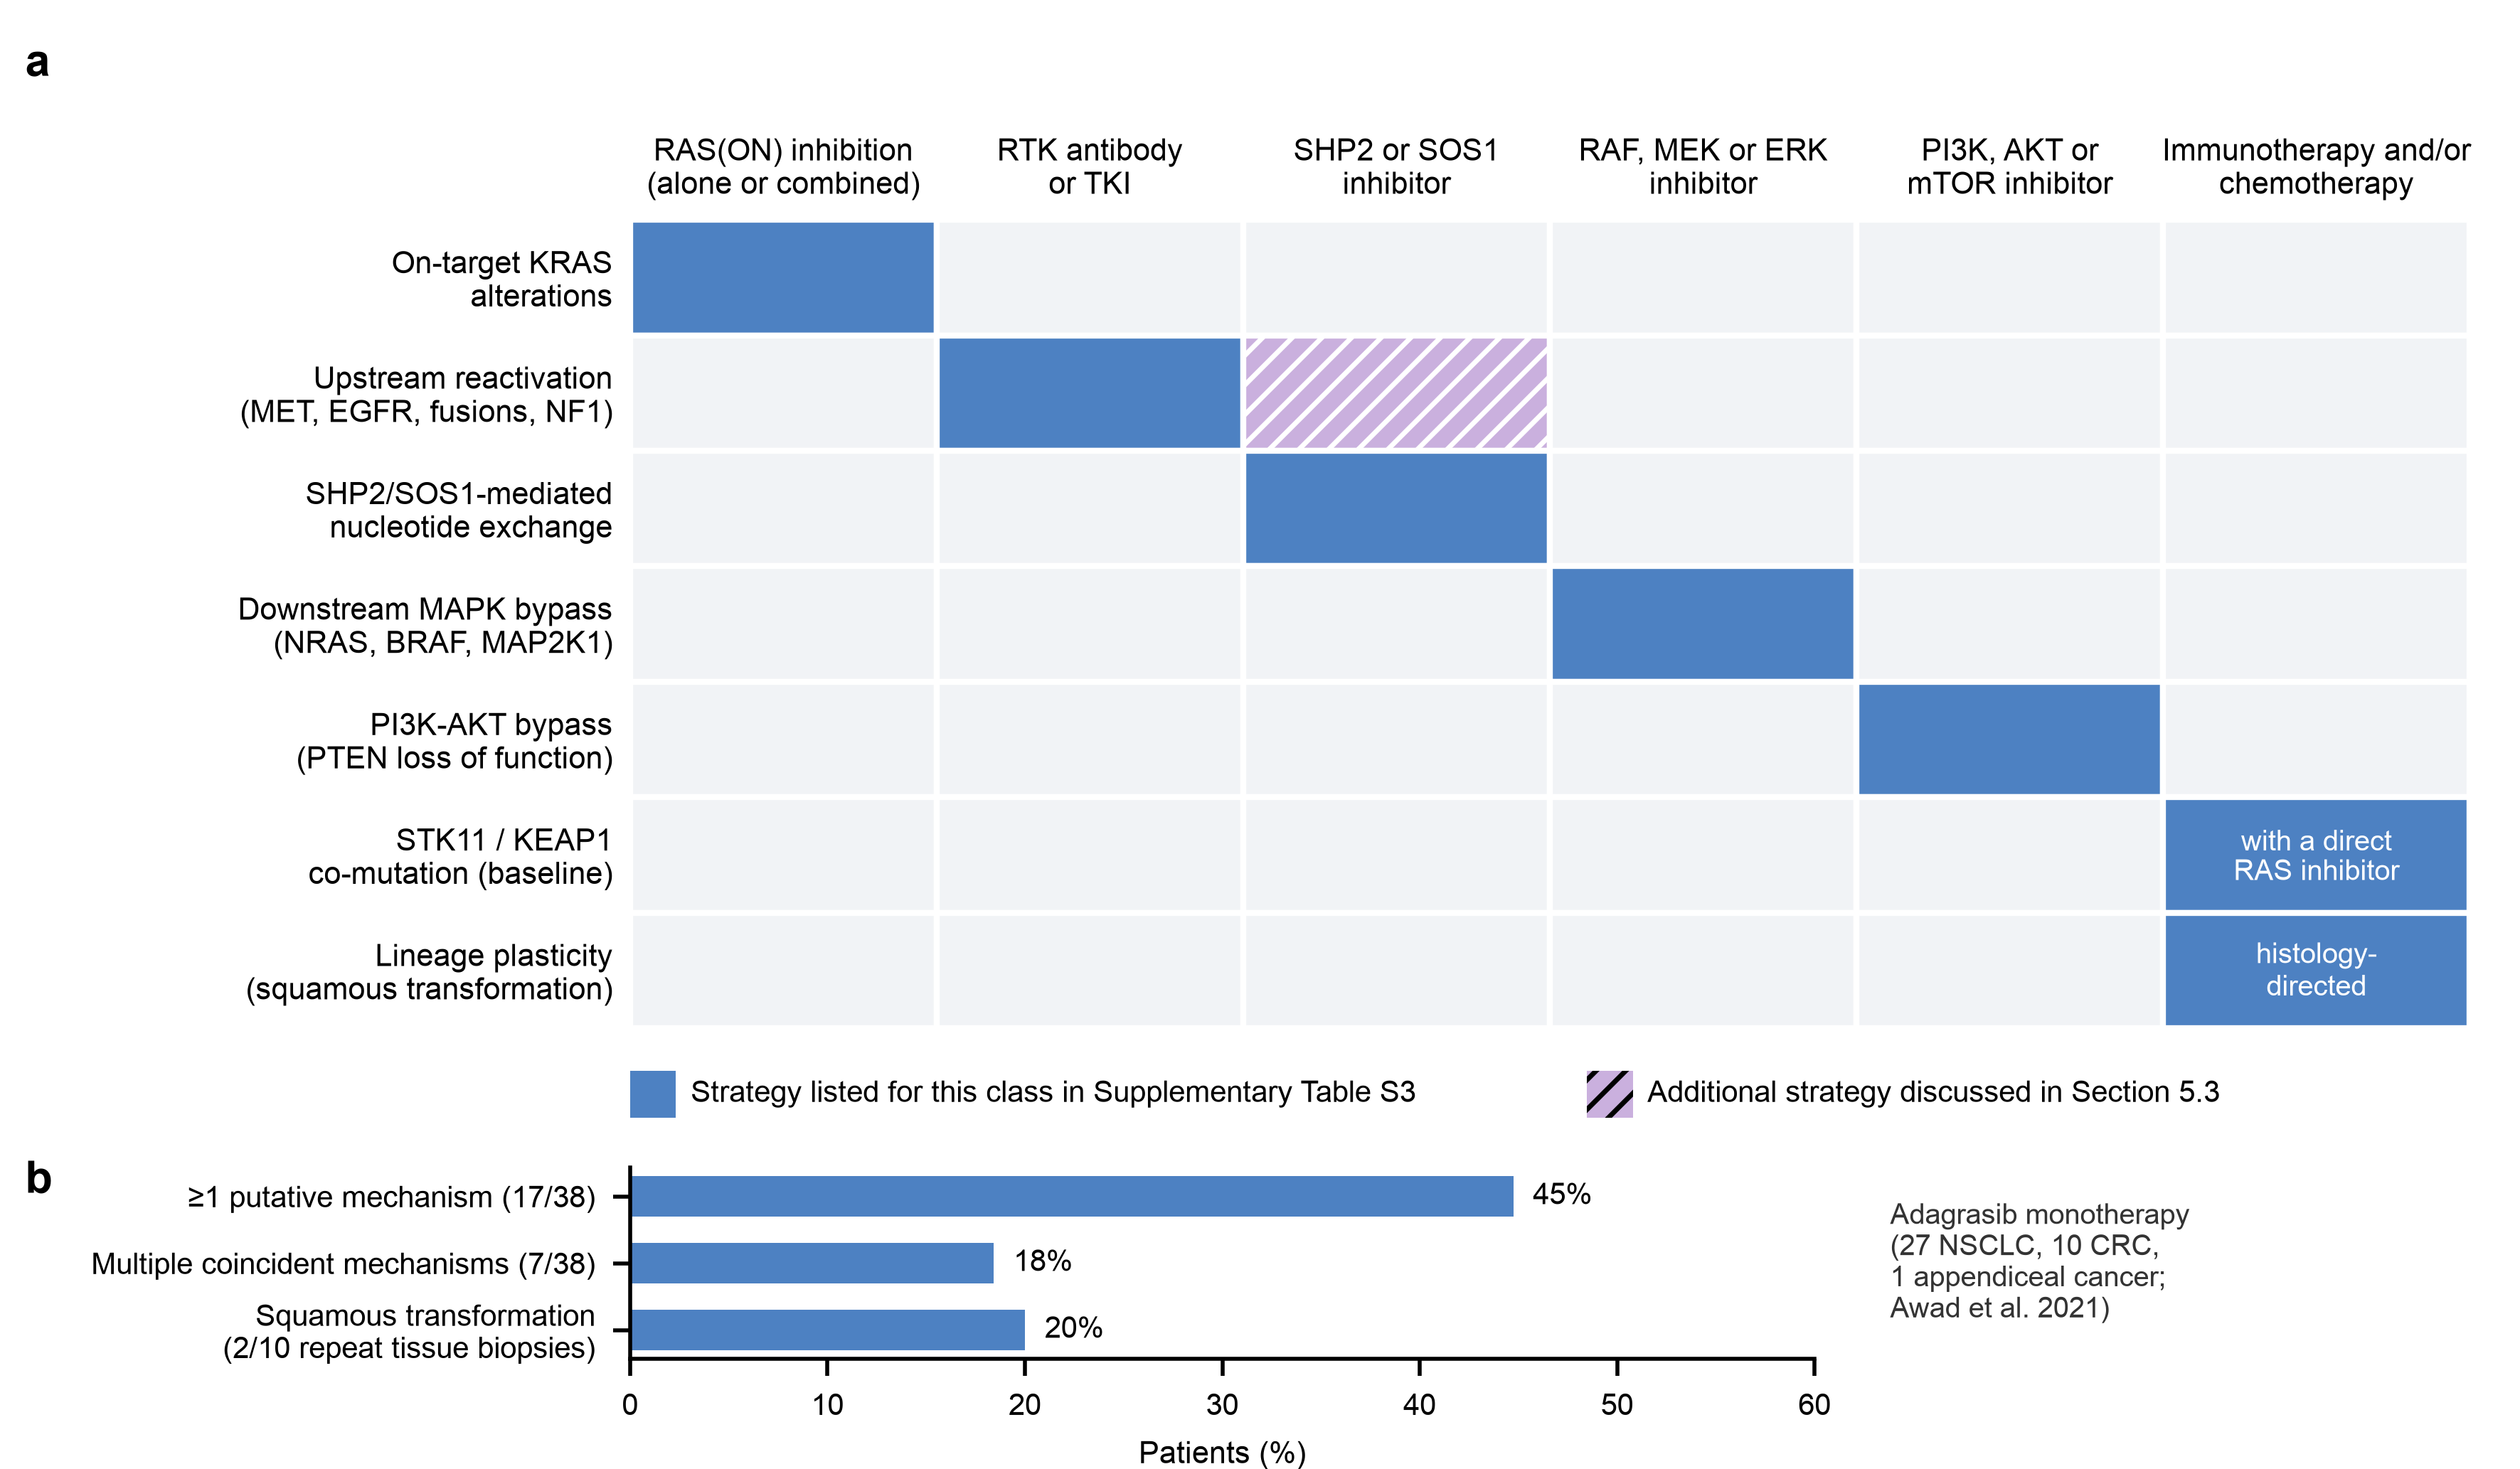 a
RAS(ON) inhibition
(alone or combined)
RTK antibody
or TKI
SHP2 or SOS1
inhibitor
RAF, MEK or ERK
inhibitor
PI3K, AKT or
mTOR inhibitor
Immunotherapy and/or
chemotherapy
On-target KRAS
alterations
Upstream reactivation
(MET, EGFR, fusions, NF1)
SHP2/SOS1-mediated
nucleotide exchange
Downstream MAPK bypass
(NRAS, BRAF, MAP2K1)
PI3K-AKT bypass
(PTEN loss of function)
STK11 / KEAP1
co-mutation (baseline)
with a direct
RAS inhibitor
Lineage plasticity
(squamous transformation)
histology-
directed
Strategy listed for this class in Supplementary Table S3
Additional strategy discussed in Section 5.3
b
≥1 putative mechanism (17/38)
45%
Multiple coincident mechanisms (7/38)
18%
Squamous transformation
(2/10 repeat tissue biopsies)
20%
Adagrasib monotherapy
(27 NSCLC, 10 CRC,
1 appendiceal cancer;
Awad et al. 2021)
0 10 20 30 40 50 60
Patients (%)